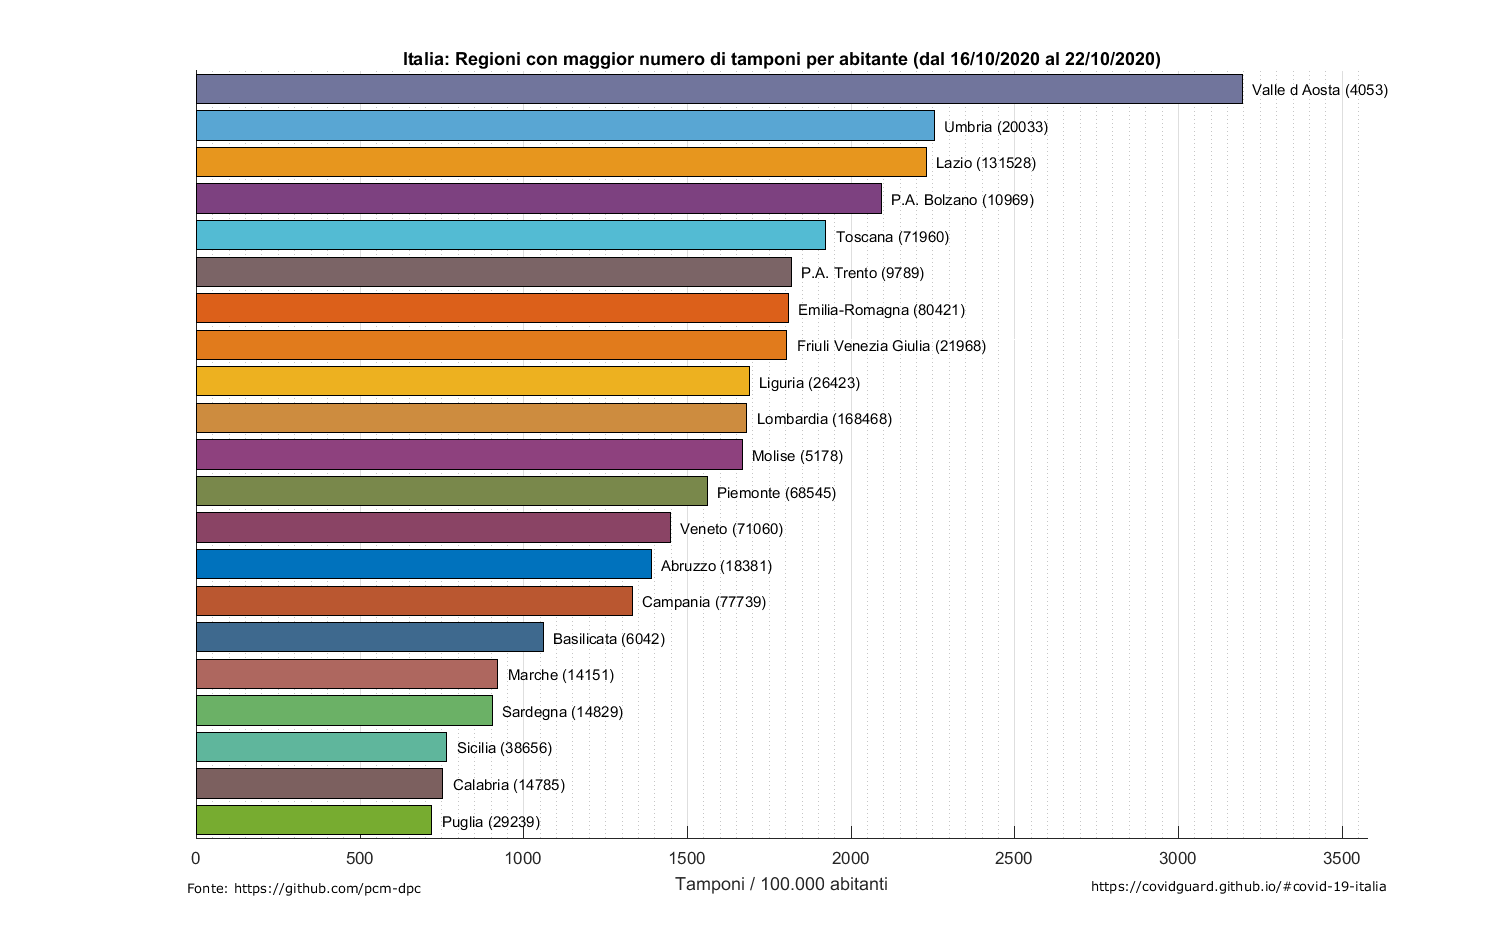 Italia: Regioni con maggior numero di tamponi per abitante (dal 16/10/2020 al 22/10/2020)
Valle d Aosta (4053)
Umbria (20033)
Lazio (131528)
P.A. Bolzano (10969)
Toscana (71960)
P.A. Trento (9789)
Emilia-Romagna (80421)
Friuli Venezia Giulia (21968)
Liguria (26423)
Lombardia (168468)
Molise (5178)
Piemonte (68545)
Veneto (71060)
Abruzzo (18381)
Campania (77739)
Basilicata (6042)
Marche (14151)
Sardegna (14829)
Sicilia (38656)
Calabria (14785)
Puglia (29239)
0 500 1000 1500 2000 2500 3000 3500
Tamponi / 100.000 abitanti
Fonte: https://github.com/pcm-dpc
https://covidguard.github.io/#covid-19-italia